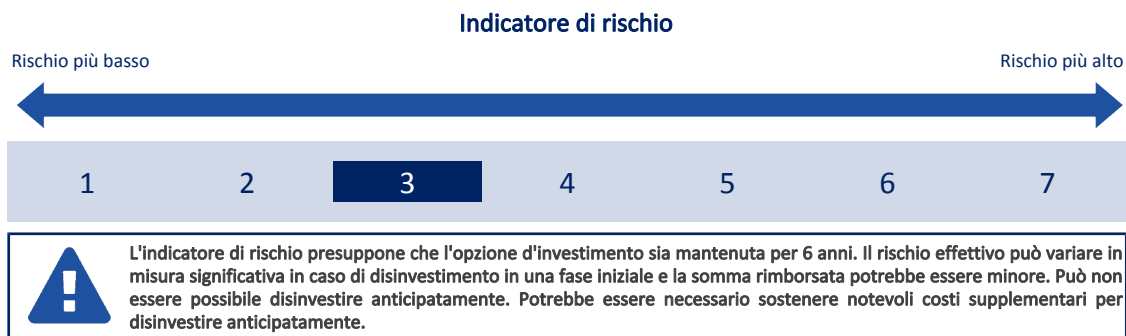 Indicatore di rischio
Rischio più basso
Rischio più alto
1 2 3 4 5 6 7
L'indicatore di rischio presuppone che l'opzione d'investimento sia mantenuta per 6 anni. Il rischio effettivo può variare in
misura significativa in caso di disinvestimento in una fase iniziale e la somma rimborsata potrebbe essere minore. Può non
essere possibile disinvestire anticipatamente. Potrebbe essere necessario sostenere notevoli costi supplementari per
disinvestire anticipatamente.